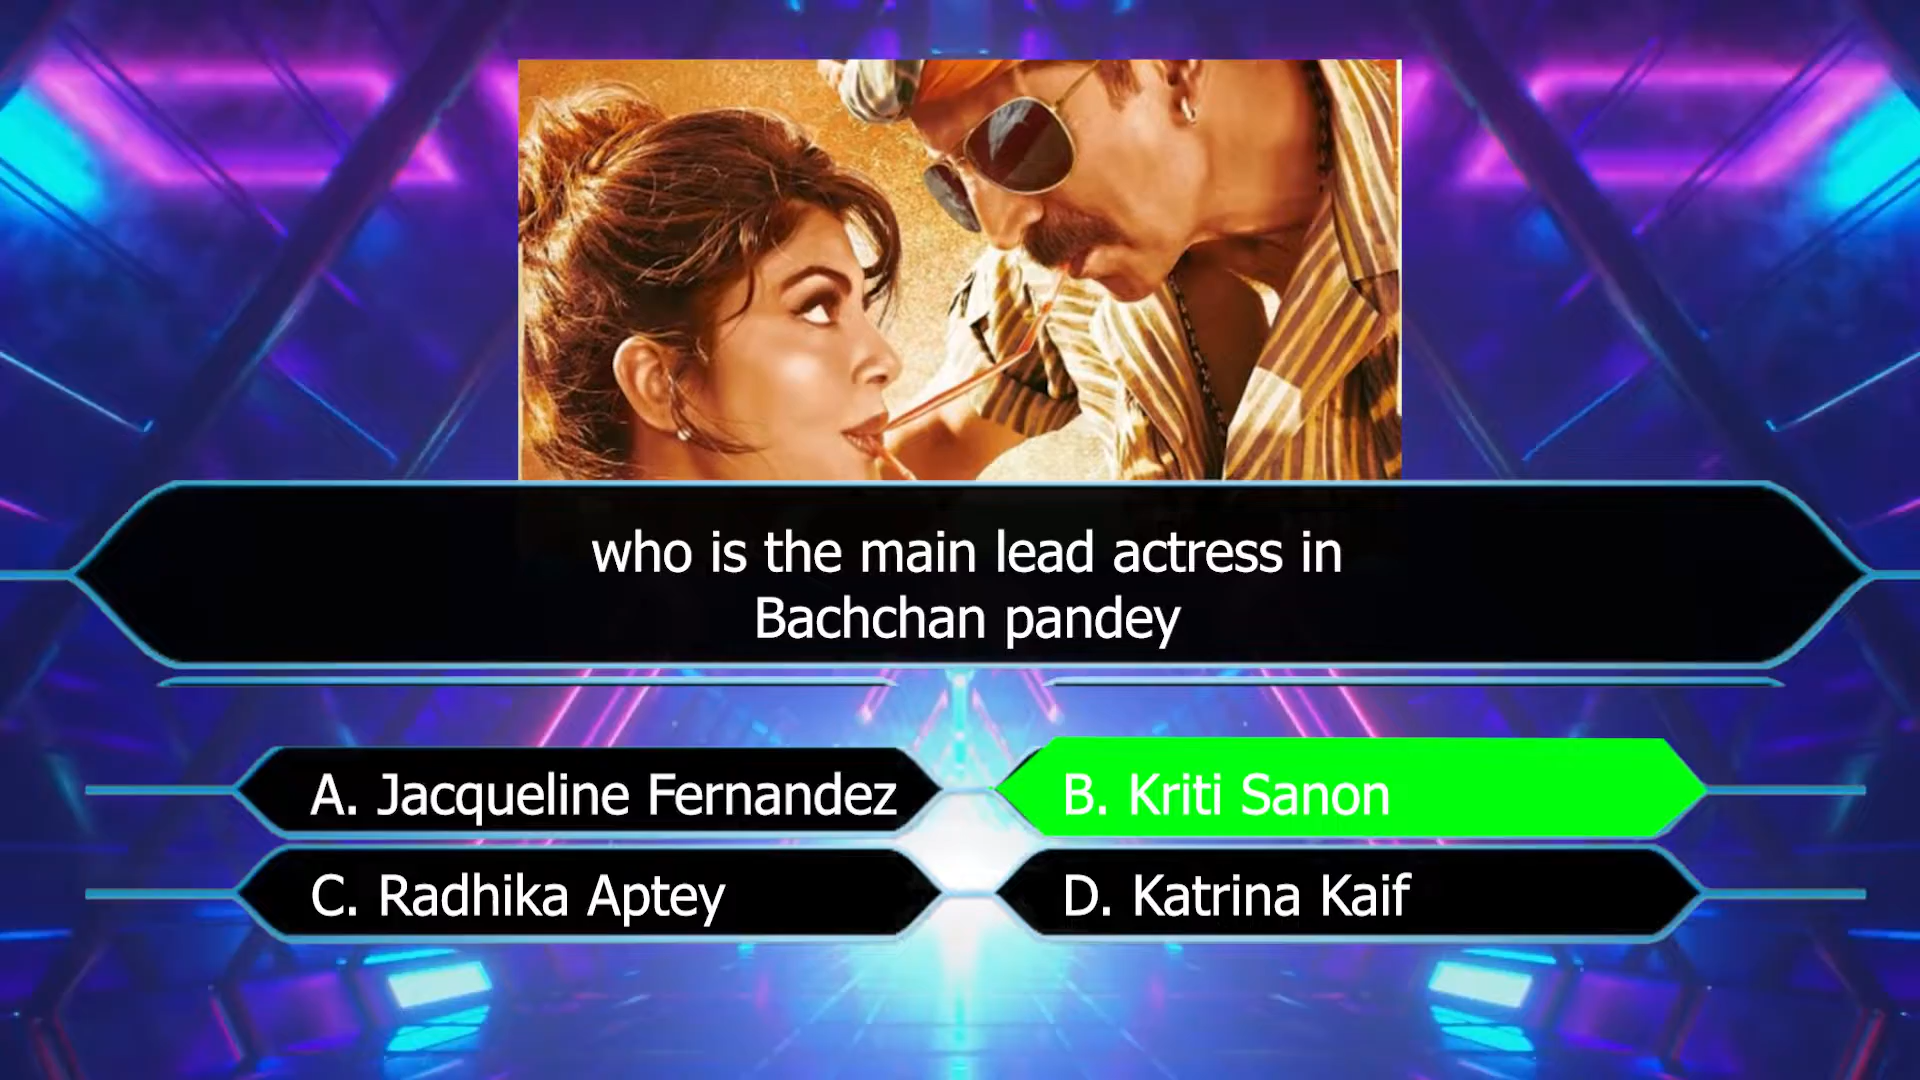 who is the main lead actress in
Bachchan pandey
A. Jacqueline Fernandez
B. Kriti Sanon
C. Radhika Aptey
D. Katrina Kaif